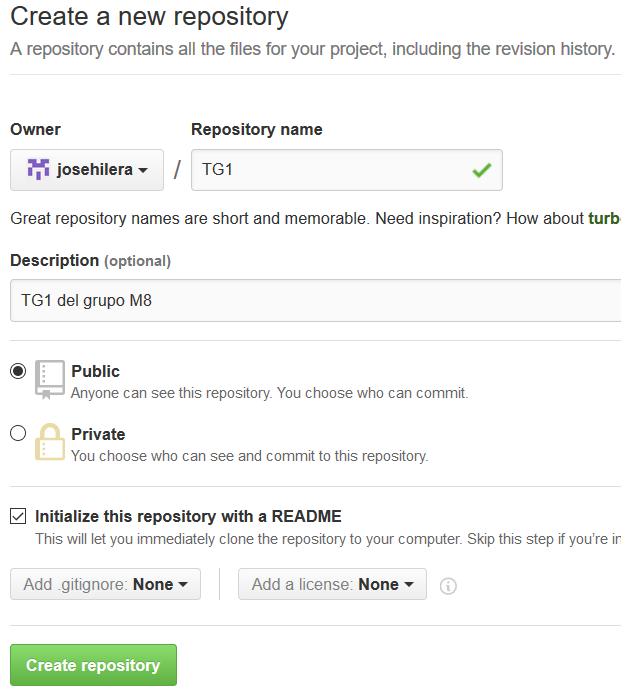 Create a new repository
A repository contains all the files for your project, including the revision history.
Owner Repository name
josehilera / TG1
Great repository names are short and memorable. Need inspiration? How about turb
Description (optional)
TG1 del grupo M8
Public
Anyone can see this repository. You choose who can commit.
Private
You choose who can see and commit to this repository.
Initialize this repository with a README
This will let you immediately clone the repository to your computer. Skip this step if you're in
Add .gitignore: None Add a license: None
Create repository